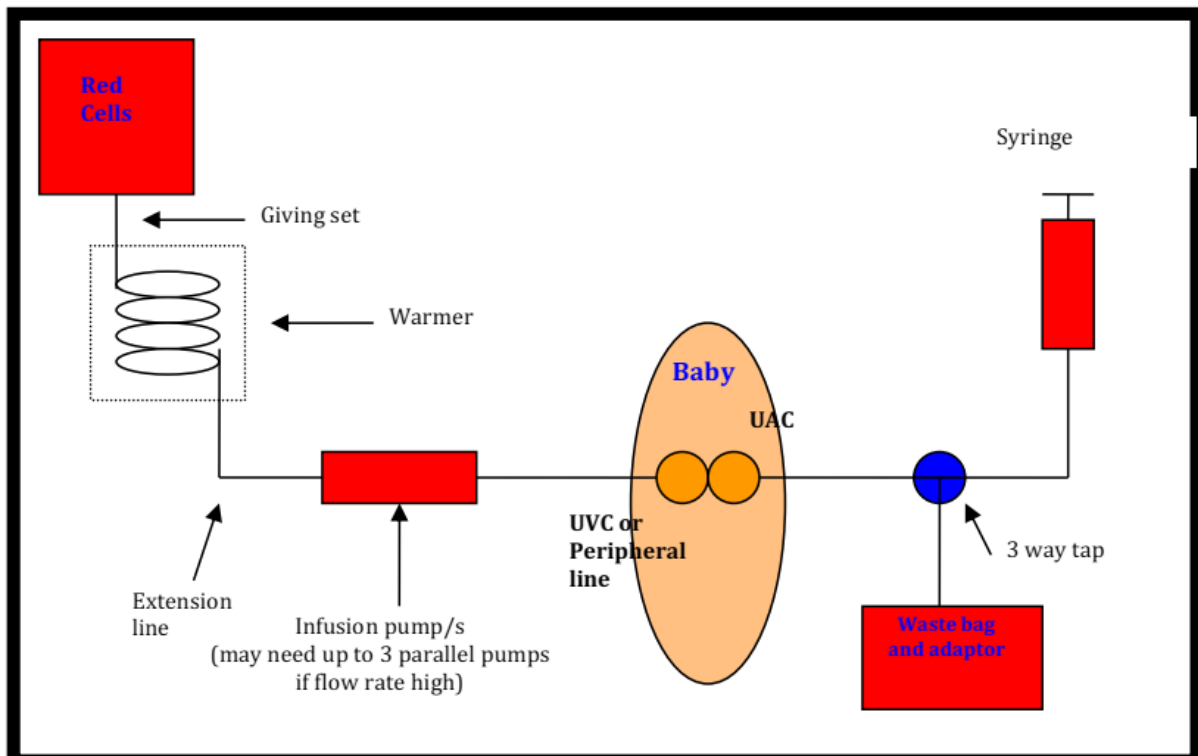 Red
Cells
Syringe
Giving set
Warmer
Baby
UAC
UVC or
Peripheral
line
3 way tap
Extension
line
Infusion pump/s
(may need up to 3 parallel pumps
if flow rate high)
Waste bag
and adaptor